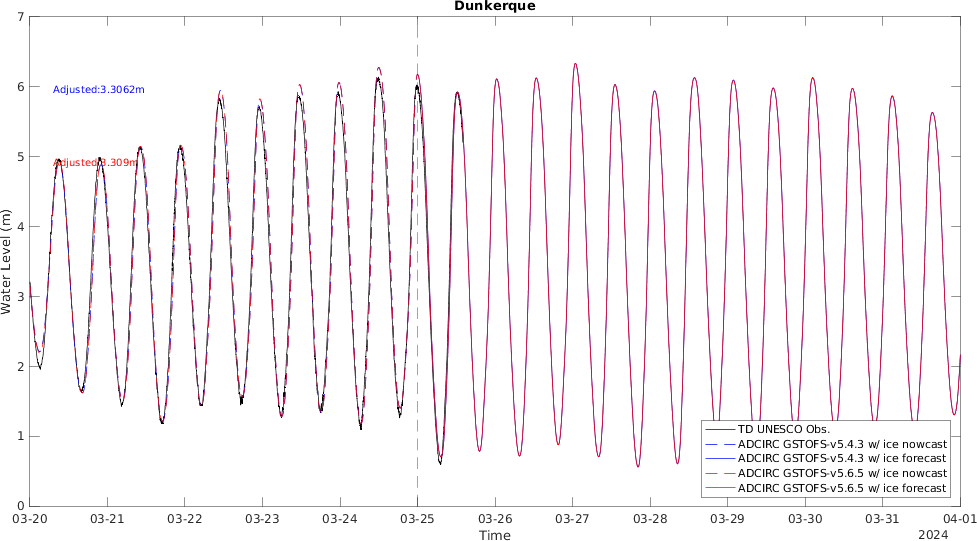 Dunkerque
7
6
5
4
3
2
1
0
Water Level (m)
Adjusted:3.3062m
Adjusted:3.309m
TD UNESCO Obs.
ADCIRC GSTOFS-v5.4.3 w/ ice nowcast
ADCIRC GSTOFS-v5.4.3 w/ ice forecast
ADCIRC GSTOFS-v5.6.5 w/ ice nowcast
ADCIRC GSTOFS-v5.6.5 w/ ice forecast
03-20 03-21 03-22 03-23 03-24 03-25 03-26 03-27 03-28 03-29 03-30 03-31 04-01
Time
2024